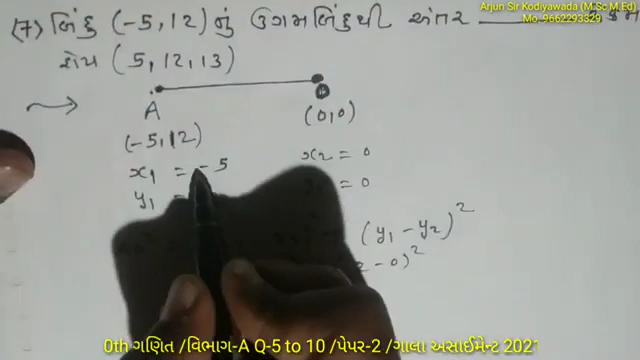 Arjun Sir Kodiyawada (M.Sc M.Ed)
Mo.-9662293329
(7) બિંદુ (-5,12) નું ઉગમબિંદુથી અંતર
હોય (5, 12, 13)
A
(0,0)
(-5,12)
x₁ = -5
x₂ = 0
y₁ =
= 0
(y₁ - y₂)²
- 0)²
0th ગણિત /વિભાગ-A Q-5 to 10 /પેપર-2 /ગાલા અસાઈમેન્ટ 2021